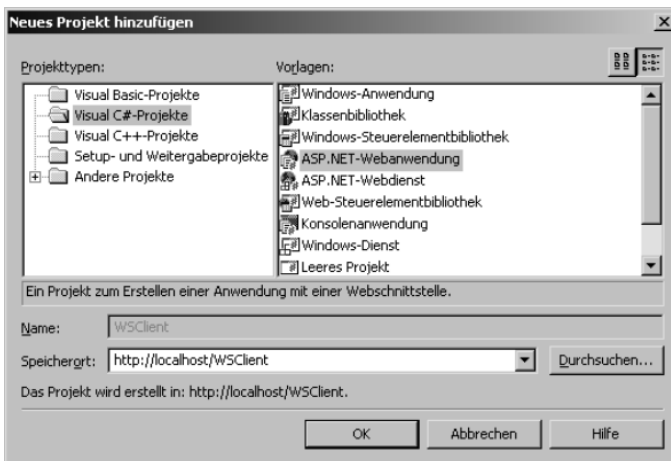 Neues Projekt hinzufügen
Projekttypen:
Vorlagen:
Visual Basic-Projekte
Visual C#-Projekte
Visual C++-Projekte
Setup- und Weitergabeprojekte
Andere Projekte
Windows-Anwendung
Klassenbibliothek
Windows-Steuerelementbibliothek
ASP.NET-Webanwendung
ASP.NET-Webdienst
Web-Steuerelementbibliothek
Konsolenanwendung
Windows-Dienst
Leeres Projekt
Ein Projekt zum Erstellen einer Anwendung mit einer Webschnittstelle.
Name: WSClient
Speicherort: http://localhost/WSClient Durchsuchen...
Das Projekt wird erstellt in: http://localhost/WSClient.
OK Abbrechen Hilfe